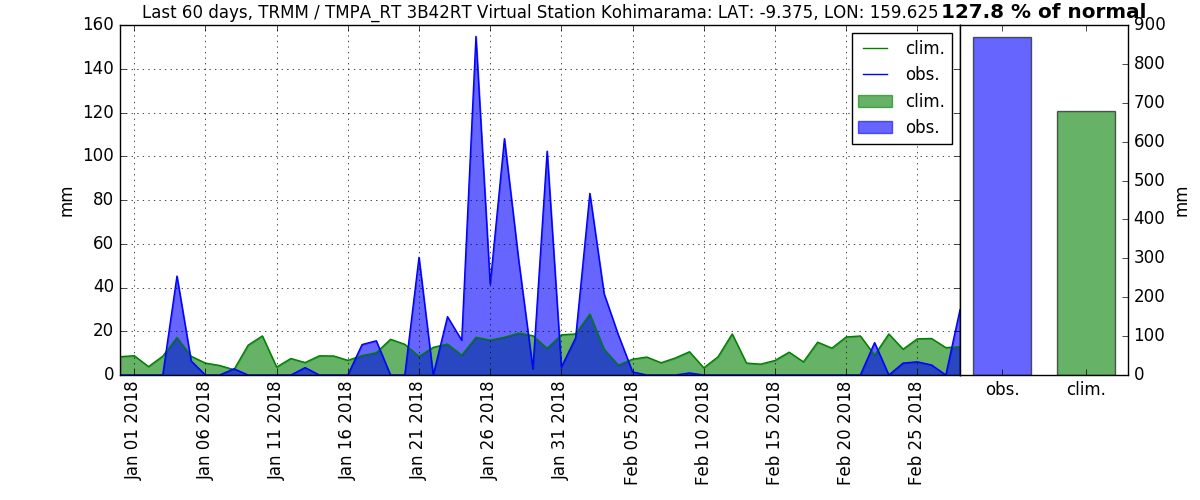 Last 60 days, TRMM / TMPA_RT 3B42RT Virtual Station Kohimarama: LAT: -9.375, LON: 159.625
127.8 % of normal
160
140
120
100
80
60
40
20
0
mm
clim.
obs.
clim.
obs.
900
800
700
600
500
400
300
200
100
0
mm
Jan 01 2018
Jan 06 2018
Jan 11 2018
Jan 16 2018
Jan 21 2018
Jan 26 2018
Jan 31 2018
Feb 05 2018
Feb 10 2018
Feb 15 2018
Feb 20 2018
Feb 25 2018
obs.
clim.